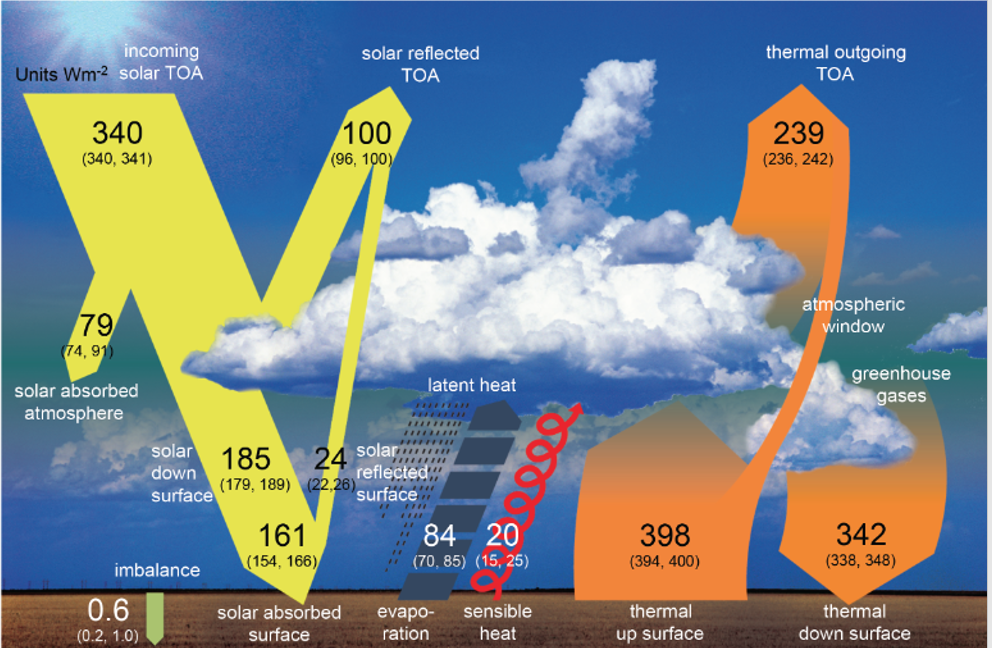 Units Wm-2
incoming
solar TOA
340
(340, 341)
solar reflected
TOA
100
(96, 100)
thermal outgoing
TOA
239
(236, 242)
79
(74, 91)
solar absorbed
atmosphere
atmospheric
window
greenhouse
gases
latent heat
solar
down
surface
185
(179, 189)
24
(22,26)
solar
reflected
surface
161
(154, 166)
84
(70, 85)
20
(15, 25)
398
(394, 400)
342
(338, 348)
imbalance
0.6
(0.2, 1.0)
solar absorbed
surface
evapo-
ration
sensible
heat
thermal
up surface
thermal
down surface